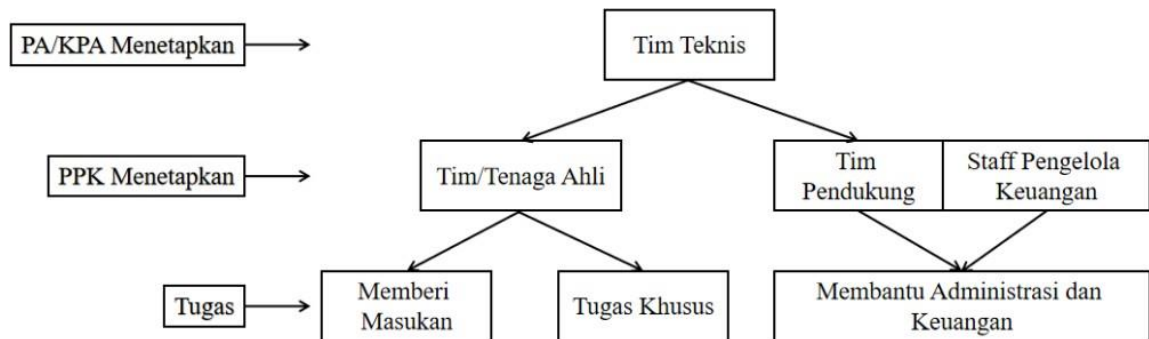 PA/KPA Menetapkan
Tim Teknis
PPK Menetapkan
Tim/Tenaga Ahli
Tim
Pendukung
Staff Pengelola
Keuangan
Tugas
Memberi
Masukan
Tugas Khusus
Membantu Administrasi dan
Keuangan